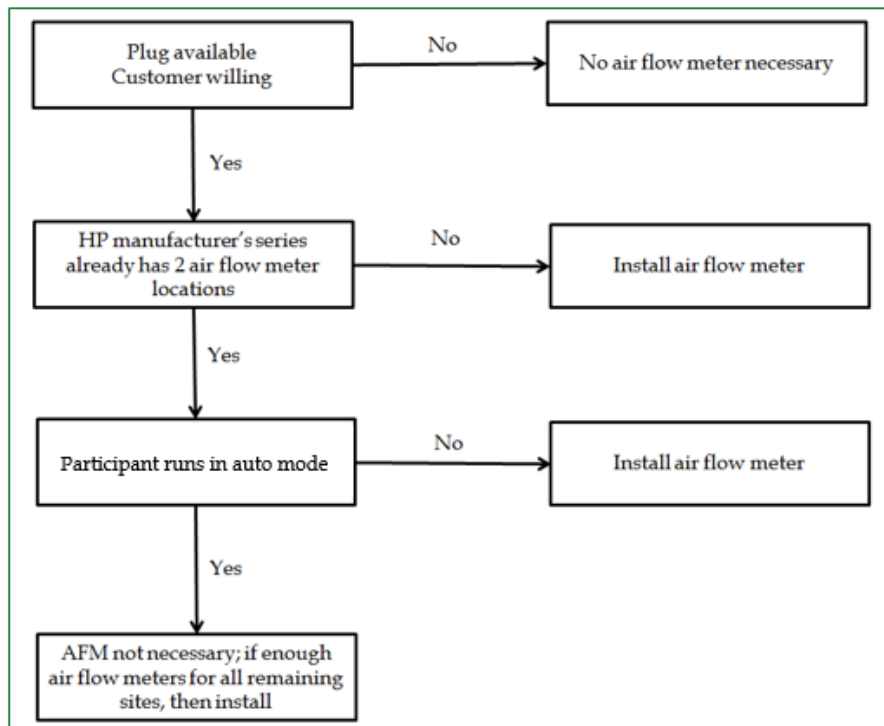 Plug available
Customer willing
No
No air flow meter necessary
Yes
HP manufacturer's series
already has 2 air flow meter
locations
No
Install air flow meter
Yes
Participant runs in auto mode
No
Install air flow meter
Yes
AFM not necessary; if enough
air flow meters for all remaining
sites, then install